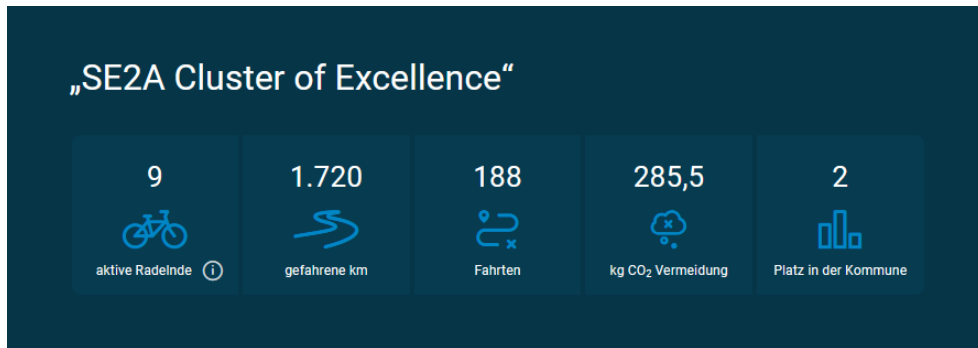 „SE2A Cluster of Excellence“
9
1.720
188
285,5
2
aktive Radelnde
gefahrene km
Fahrten
kg CO₂ Vermeidung
Platz in der Kommune